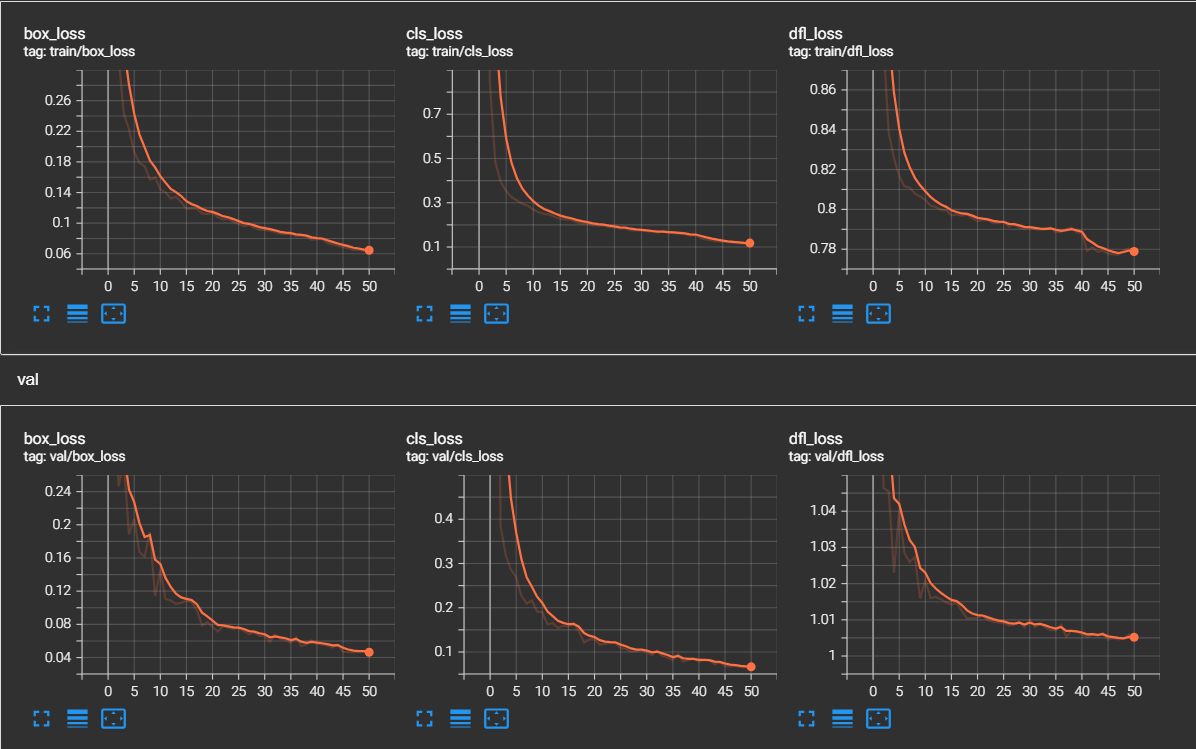 box_loss
tag: train/box_loss
0.26
0.22
0.18
0.14
0.1
0.06
0 5 10 15 20 25 30 35 40 45 50
cls_loss
tag: train/cls_loss
0.7
0.5
0.3
0.1
0 5 10 15 20 25 30 35 40 45 50
dfl_loss
tag: train/dfl_loss
0.86
0.84
0.82
0.8
0.78
0 5 10 15 20 25 30 35 40 45 50
val
box_loss
tag: val/box_loss
0.24
0.2
0.16
0.12
0.08
0.04
0 5 10 15 20 25 30 35 40 45 50
cls_loss
tag: val/cls_loss
0.4
0.3
0.2
0.1
0 5 10 15 20 25 30 35 40 45 50
dfl_loss
tag: val/dfl_loss
1.04
1.03
1.02
1.01
1
0 5 10 15 20 25 30 35 40 45 50